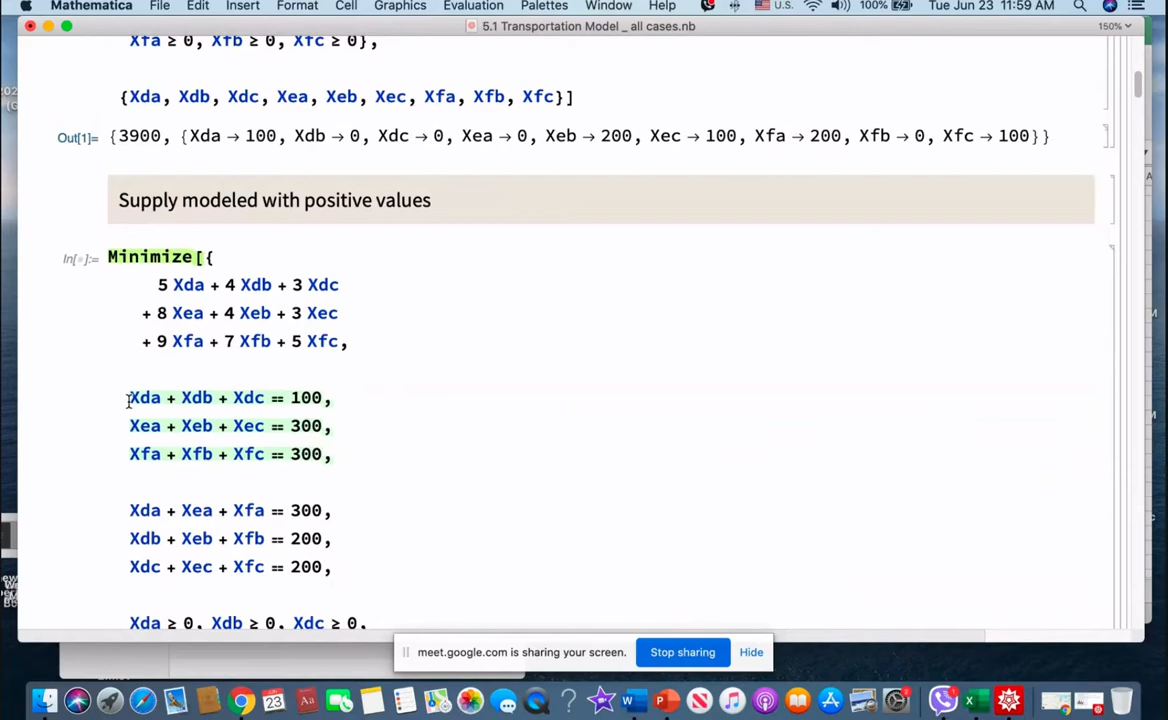 Mathematica File Edit Insert Format Cell Graphics Evaluation Palettes Window Help U.S. 100% Tue Jun 23 11:59 AM
5.1 Transportation Model _ all cases.nb 150%
Xfa ≥ 0, Xfb ≥ 0, Xfc ≥ 0},
{Xda, Xdb, Xdc, Xea, Xeb, Xec, Xfa, Xfb, Xfc}]
Out[1]= {3900, {Xda → 100, Xdb → 0, Xdc → 0, Xea → 0, Xeb → 200, Xec → 100, Xfa → 200, Xfb → 0, Xfc → 100}}
Supply modeled with positive values
In[•]:= Minimize[{
5 Xda + 4 Xdb + 3 Xdc
+ 8 Xea + 4 Xeb + 3 Xec
+ 9 Xfa + 7 Xfb + 5 Xfc,
Xda + Xdb + Xdc == 100,
Xea + Xeb + Xec == 300,
Xfa + Xfb + Xfc == 300,
Xda + Xea + Xfa == 300,
Xdb + Xeb + Xfb == 200,
Xdc + Xec + Xfc == 200,
Xda ≥ 0, Xdb ≥ 0, Xdc ≥ 0,
meet.google.com is sharing your screen. Stop sharing Hide
23